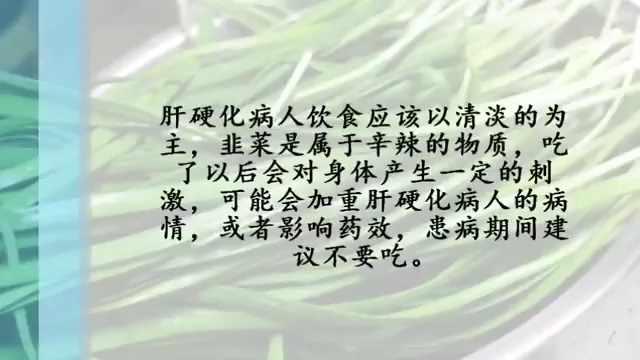 肝硬化病人饮食应该以清淡的为
主，韭菜是属于辛辣的物质，吃
了以后会对身体产生一定的刺
激，可能会加重肝硬化病人的病
情，或者影响药效，患病期间建
议不要吃。